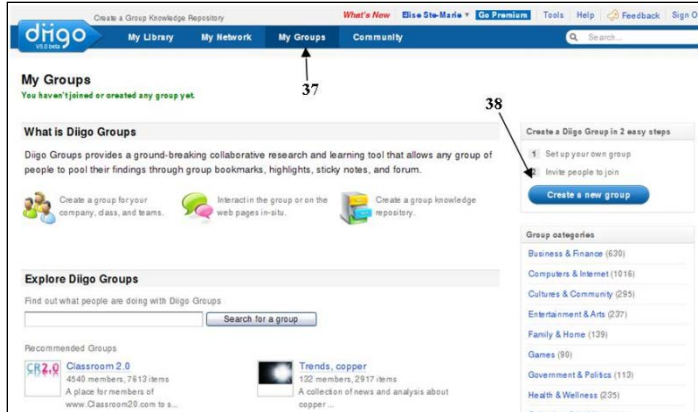 Create a Group Knowledge Repository
What's New Elise Ste-Marie Go Premium Tools Help Feedback Sign O
diigo
V5.0 beta
My Library My Network My Groups Community
Search...
My Groups
You haven't joined or created any group yet.
37
38
What is Diigo Groups
Diigo Groups provides a ground-breaking collaborative research and learning tool that allows any group of
people to pool their findings through group bookmarks, highlights, sticky notes, and forum.
Create a group for your
company, class, and teams.
Interact in the group or on the
web pages in-situ.
Create a group knowledge
repository.
Explore Diigo Groups
Find out what people are doing with Diigo Groups
Search for a group
Recommended Groups
CR2.0
Classroom 2.0
4540 members, 7613 items
A place for members of
www.Classroom20.com to s...
Trends, copper
132 members, 2917 items
A collection of news and analysis about
copper ...
Create a Diigo Group in 2 easy steps
1 Set up your own group
2 Invite people to join
Create a new group
Group categories
Business & Finance (630)
Computers & Internet (1016)
Cultures & Community (295)
Entertainment & Arts (237)
Family & Home (139)
Games (90)
Government & Politics (113)
Health & Wellness (235)